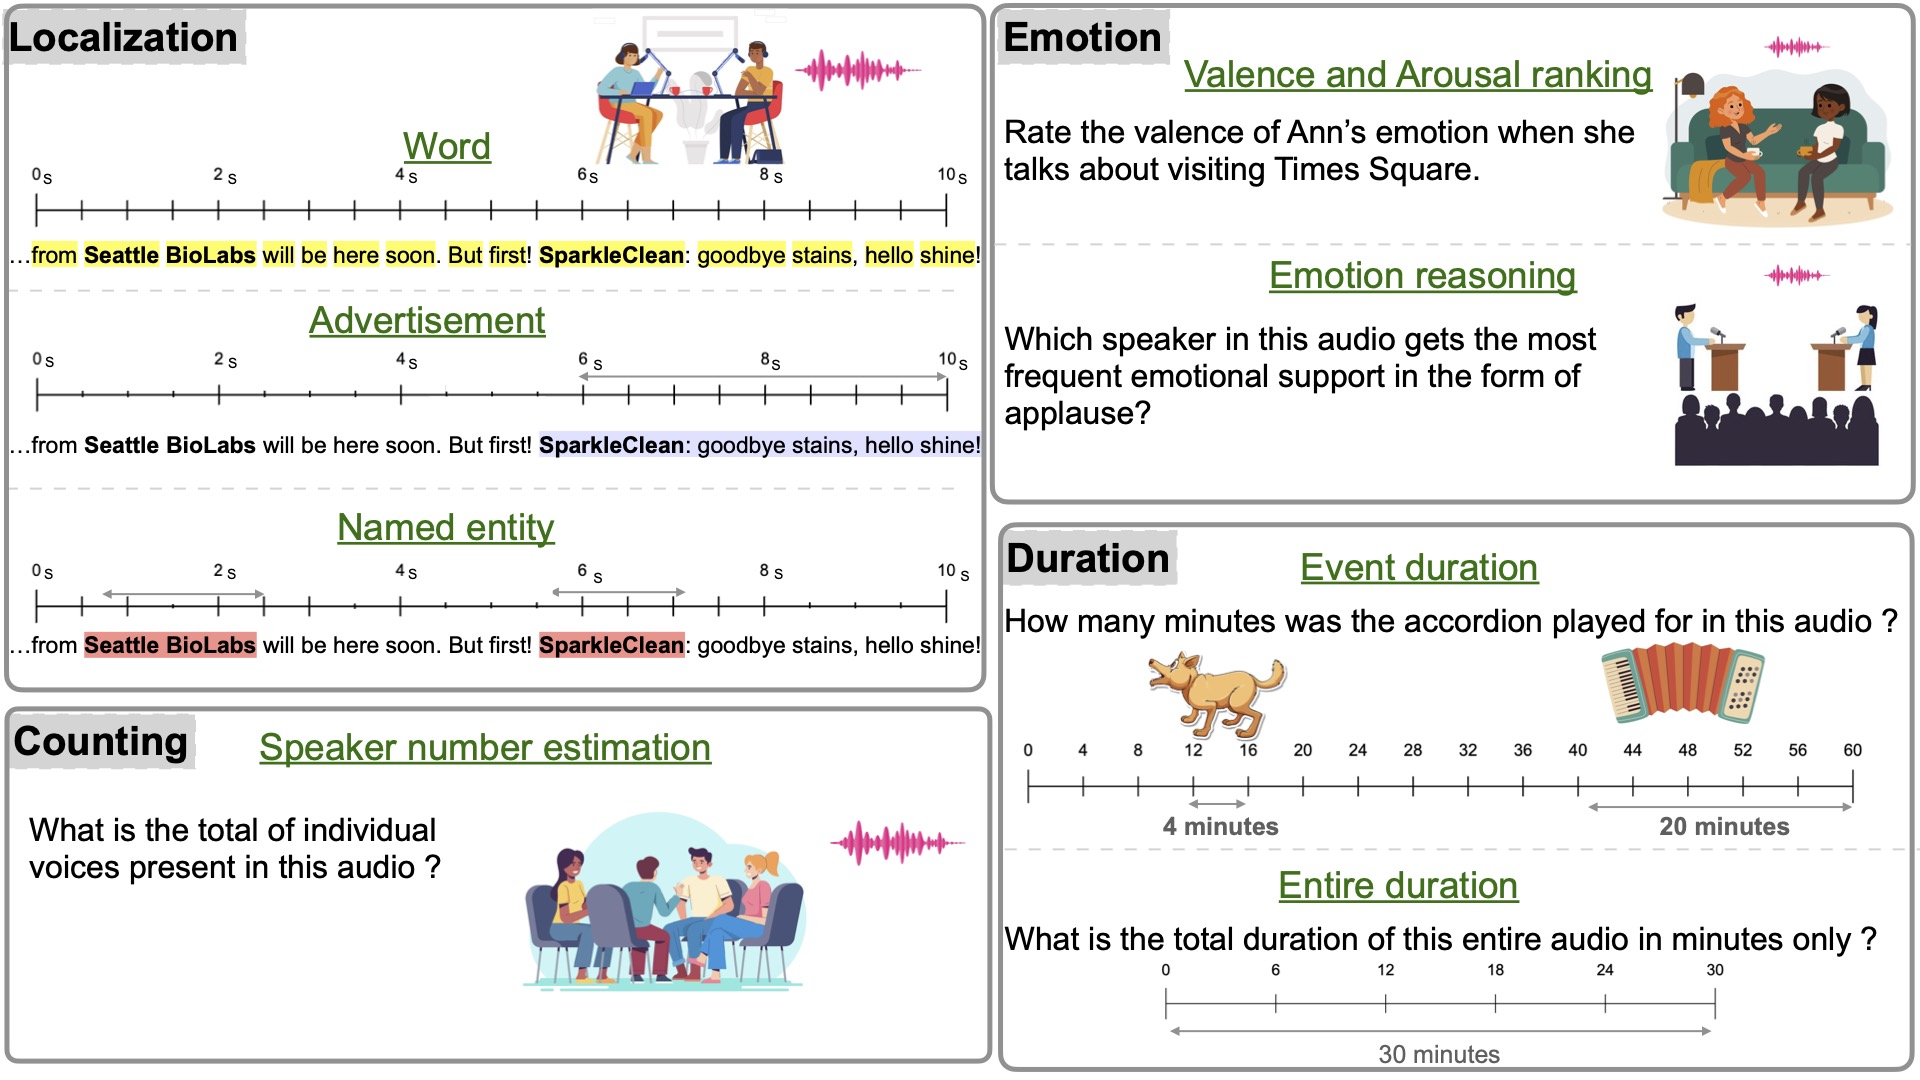 Localization
Word
0s 2 s 4 s 6 s 8 s 10 s
...from Seattle BioLabs will be here soon. But first! SparkleClean: goodbye stains, hello shine!
Advertisement
0 s 2 s 4 s 6 s 8s 10 s
...from Seattle BioLabs will be here soon. But first! SparkleClean: goodbye stains, hello shine!
Named entity
0 s 2 s 4 s 6 s 8 s 10 s
...from Seattle BioLabs will be here soon. But first! SparkleClean: goodbye stains, hello shine!
Counting
Speaker number estimation
What is the total of individual
voices present in this audio ?
Emotion
Valence and Arousal ranking
Rate the valence of Ann’s emotion when she
talks about visiting Times Square.
Emotion reasoning
Which speaker in this audio gets the most
frequent emotional support in the form of
applause?
Duration
Event duration
How many minutes was the accordion played for in this audio ?
0 4 8 12 16 20 24 28 32 36 40 44 48 52 56 60
4 minutes 20 minutes
Entire duration
What is the total duration of this entire audio in minutes only ?
0 6 12 18 24 30
30 minutes